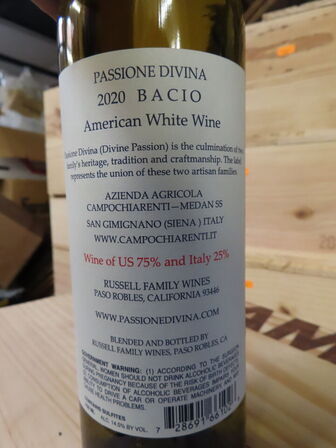 PASSIONE DIVINA
2020 BACIO
American White Wine
Passione Divina (Divine Passion) is the culmination of two
family's heritage, tradition and craftmanship. The label
represents the union of these two artisan families.
AZIENDA AGRICOLA
CAMPOCHIARENTI—MEDAN SS
SAN GIMIGNANO (SIENA) ITALY
WWW.CAMPOCHIARENTI.IT
Wine of US 75% and Italy 25%
RUSSELL FAMILY WINES
PASO ROBLES, CALIFORNIA 93446
WWW.PASSIONEDIVINA.COM
BLENDED AND BOTTLED BY
RUSSELL FAMILY WINES, PASO ROBLES, CA
GOVERNMENT WARNING: (1) ACCORDING TO THE SURGEON
GENERAL, WOMEN SHOULD NOT DRINK ALCOHOLIC BEVERAGES
DURING PREGNANCY BECAUSE OF THE RISK OF BIRTH
CONSUMPTION OF ALCOHOLIC BEVERAGES IMPAIRS
DRIVE A CAR OR OPERATE MACHINERY, AND
CAUSE HEALTH PROBLEMS.
CONTAINS SULFITES
ALC. 14.5% BY VOL.
7 28691 66100